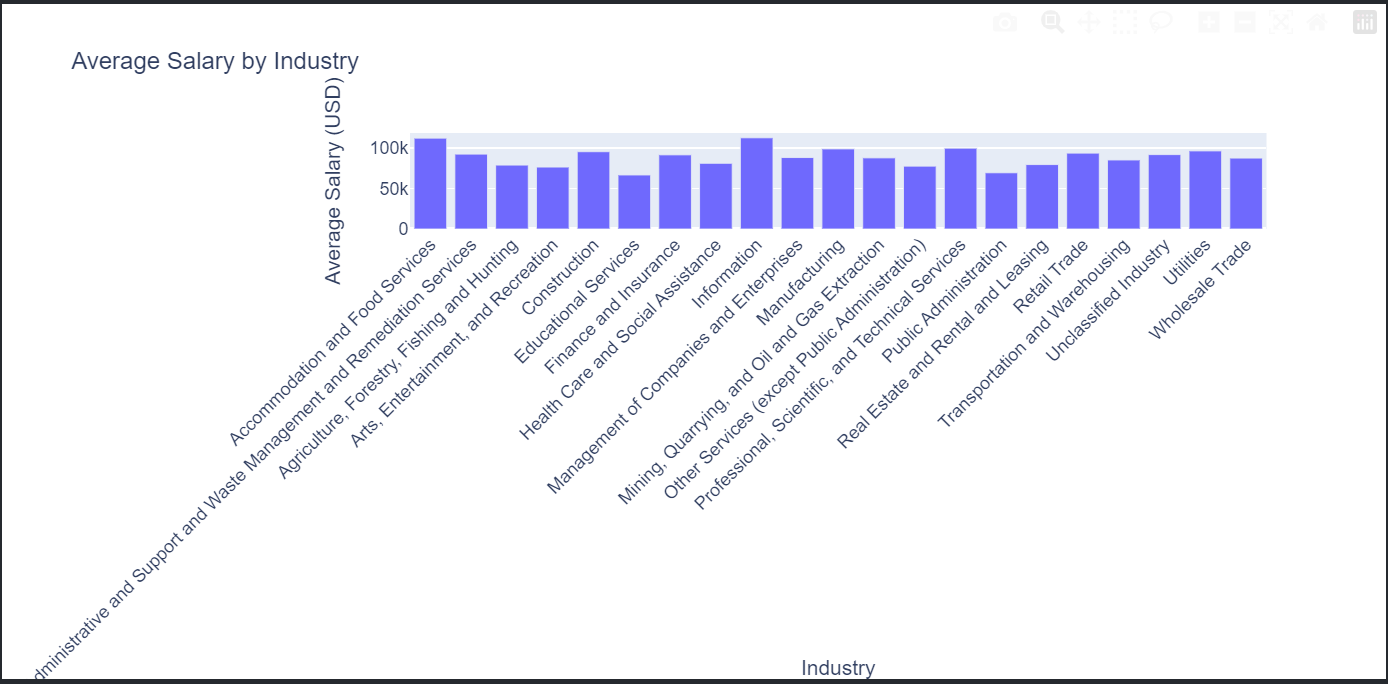 Average Salary by Industry
Average Salary (USD)
100k
50k
0
Accommodation and Food Services
dministrative and Support and Waste Management and Remediation Services
Agriculture, Forestry, Fishing and Hunting
Arts, Entertainment, and Recreation
Construction
Educational Services
Finance and Insurance
Health Care and Social Assistance
Information
Management of Companies and Enterprises
Manufacturing
Mining, Quarrying, and Oil and Gas Extraction
Other Services (except Public Administration)
Professional, Scientific, and Technical Services
Public Administration
Real Estate and Rental and Leasing
Retail Trade
Transportation and Warehousing
Unclassified Industry
Utilities
Wholesale Trade
Industry